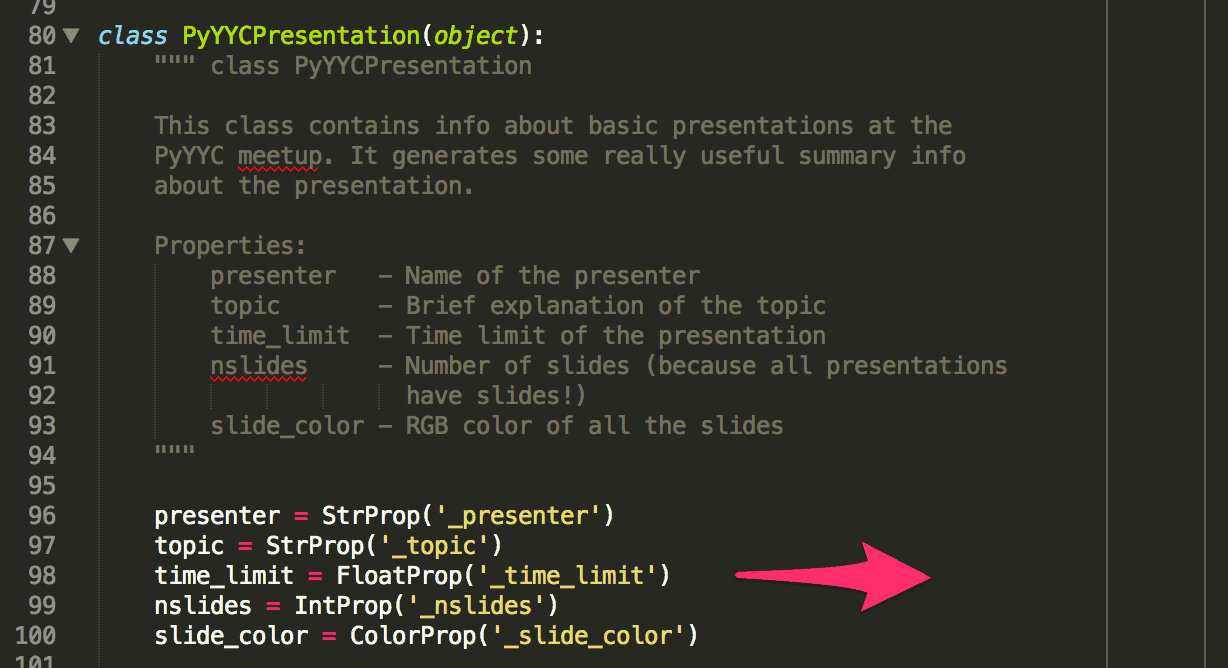 79
80 class PyYYCPresentation(object):
81 """ class PyYYCPresentation
82
83 This class contains info about basic presentations at the
84 PyYYC meetup. It generates some really useful summary info
85 about the presentation.
86
87 Properties:
88 presenter – Name of the presenter
89 topic – Brief explanation of the topic
90 time_limit – Time limit of the presentation
91 nslides – Number of slides (because all presentations
92 have slides!)
93 slide_color – RGB color of all the slides
94 """
95
96 presenter = StrProp('_presenter')
97 topic = StrProp('_topic')
98 time_limit = FloatProp('_time_limit')
99 nslides = IntProp('_nslides')
100 slide_color = ColorProp('_slide_color')
101